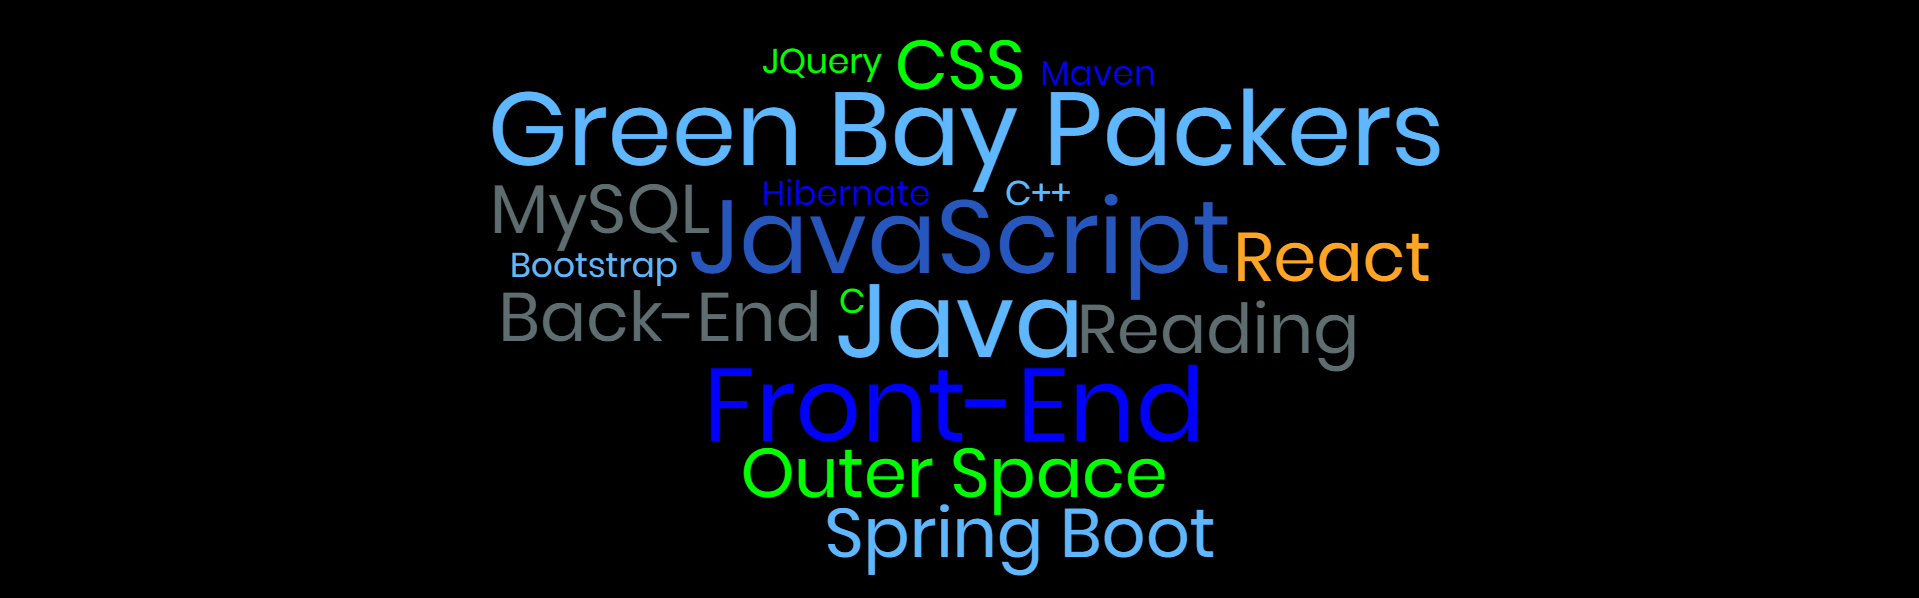 JQuery CSS Maven
Green Bay Packers
MySQL Hibernate C++
JavaScript React
Bootstrap
Back-End C Java Reading
Front-End
Outer Space
Spring Boot